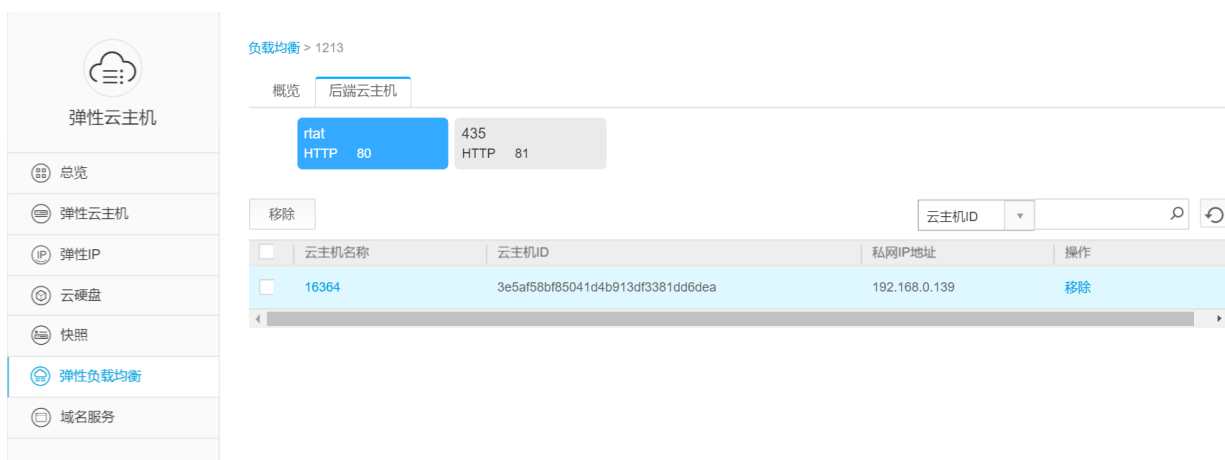 弹性云主机
总览
弹性云主机
IP 弹性IP
云硬盘
快照
弹性负载均衡
域名服务
负载均衡 > 1213
概览 后端云主机
rtat 435
HTTP 80 HTTP 81
移除 云主机ID
云主机名称 云主机ID 私网IP地址 操作
16364 3e5af58bf85041d4b913df3381dd6dea 192.168.0.139 移除